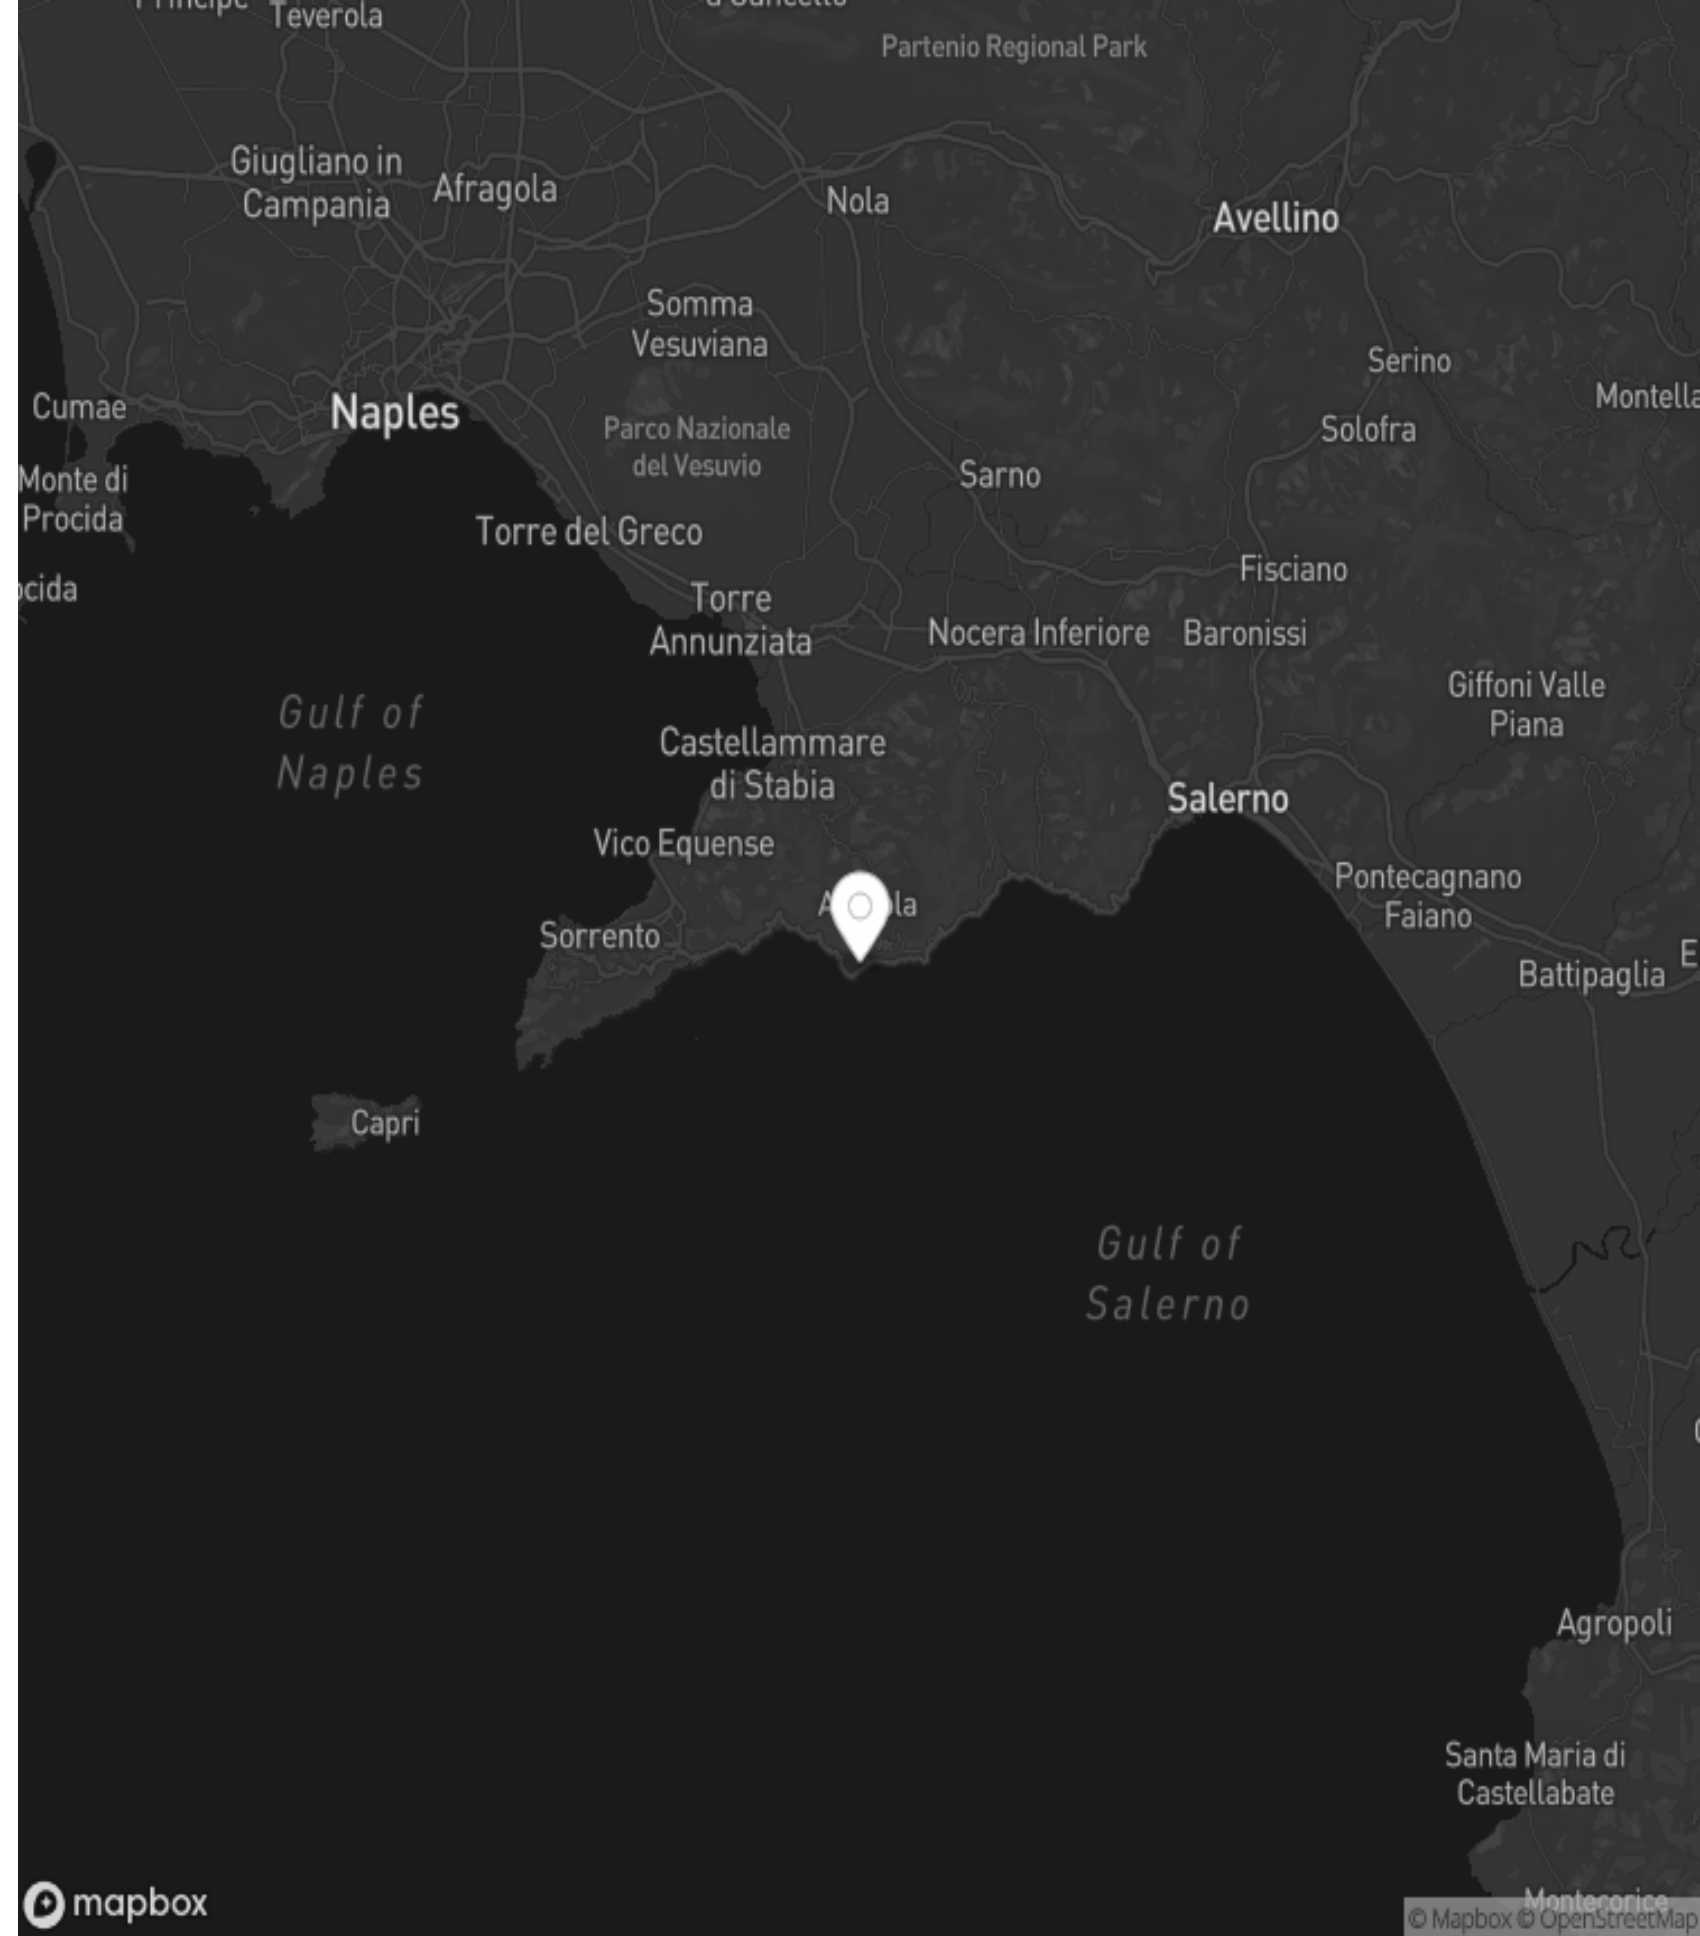 Teverola
Partenio Regional Park
Giugliano in
Campania
Afragola
Nola
Avellino
Somma
Vesuviana
Serino
Montella
Cumae
Naples
Parco Nazionale
del Vesuvio
Solofra
Sarno
Monte di
Procida
Torre del Greco
Fisciano
ocida
Torre
Annunziata
Nocera Inferiore
Baronissi
Giffoni Valle
Piana
Gulf of
Naples
Castellammare
di Stabia
Salerno
Vico Equense
Pontecagnano
Faiano
Sorrento
Battipaglia
E
Capri
Gulf of
Salerno
Agropoli
Santa Maria di
Castellabate
Montecorice
mapbox
© Mapbox © OpenStreetMap